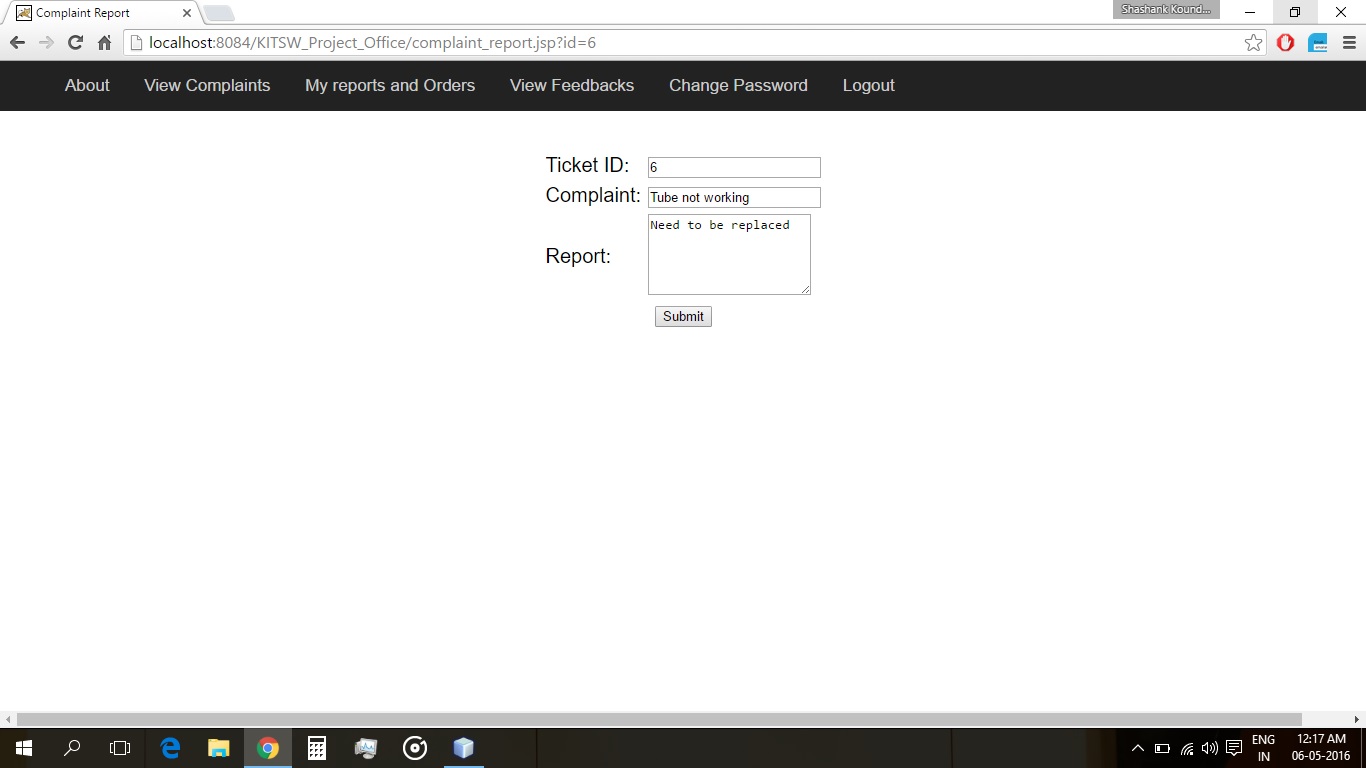 Complaint Report
Shashank Kound...
localhost:8084/KITSW_Project_Office/complaint_report.jsp?id=6
About View Complaints My reports and Orders View Feedbacks Change Password Logout
Ticket ID: 6
Complaint: Tube not working
Need to be replaced
Report:
Submit
ENG 12:17 AM
IN 06-05-2016